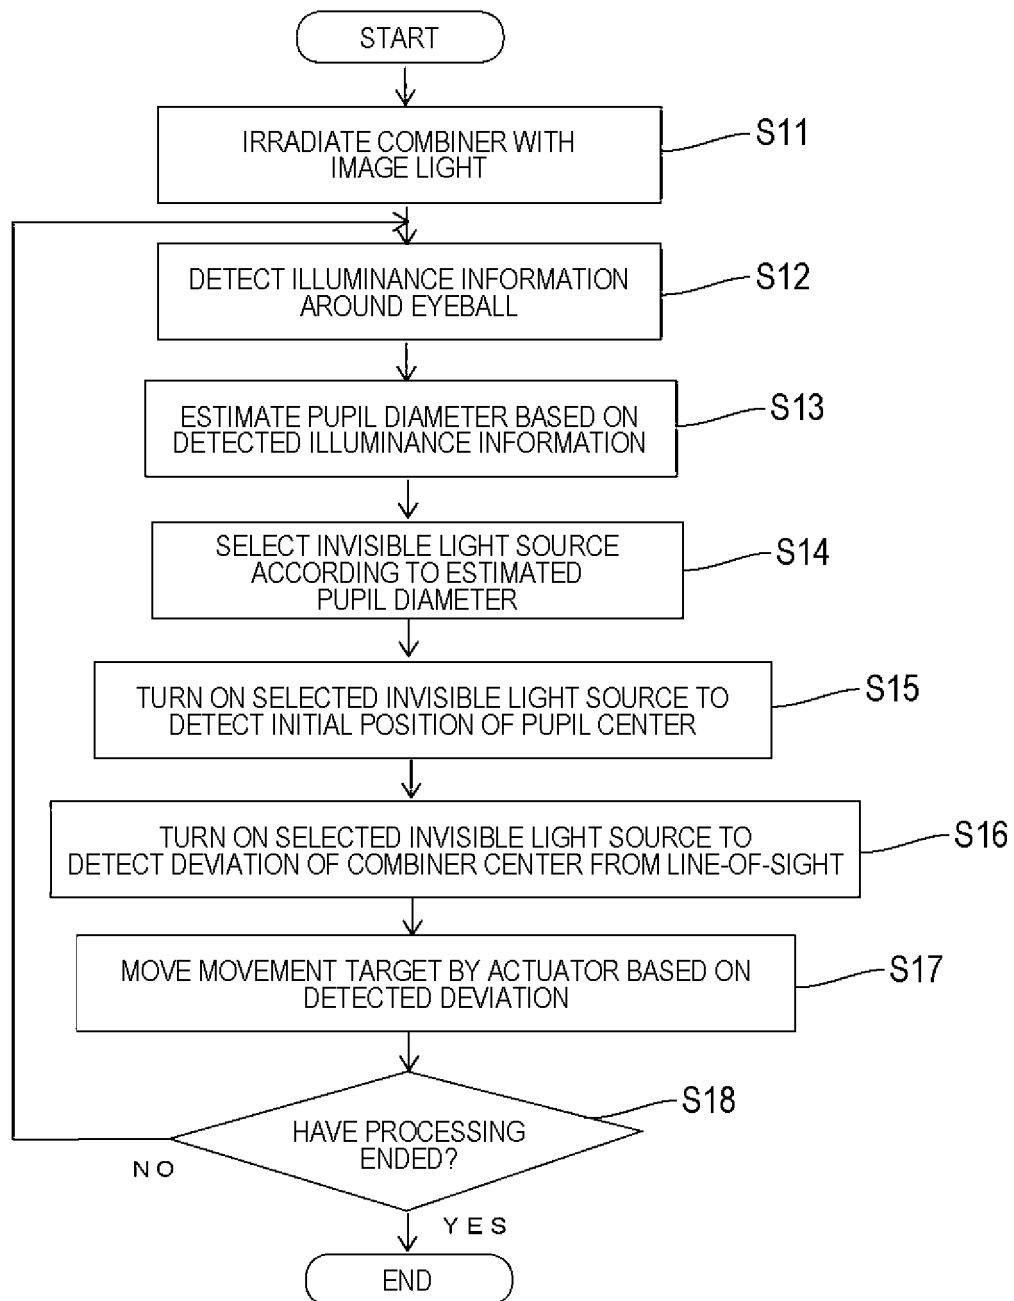 START
IRRADIATE COMBINER WITH
IMAGE LIGHT
S11
DETECT ILLUMINANCE INFORMATION
AROUND EYEBALL
S12
ESTIMATE PUPIL DIAMETER BASED ON
DETECTED ILLUMINANCE INFORMATION
S13
SELECT INVISIBLE LIGHT SOURCE
ACCORDING TO ESTIMATED
PUPIL DIAMETER
S14
TURN ON SELECTED INVISIBLE LIGHT SOURCE TO
DETECT INITIAL POSITION OF PUPIL CENTER
S15
TURN ON SELECTED INVISIBLE LIGHT SOURCE TO
DETECT DEVIATION OF COMBINER CENTER FROM LINE-OF-SIGHT
S16
MOVE MOVEMENT TARGET BY ACTUATOR BASED ON
DETECTED DEVIATION
S17
HAVE PROCESSING
ENDED?
S18
NO
YES
END